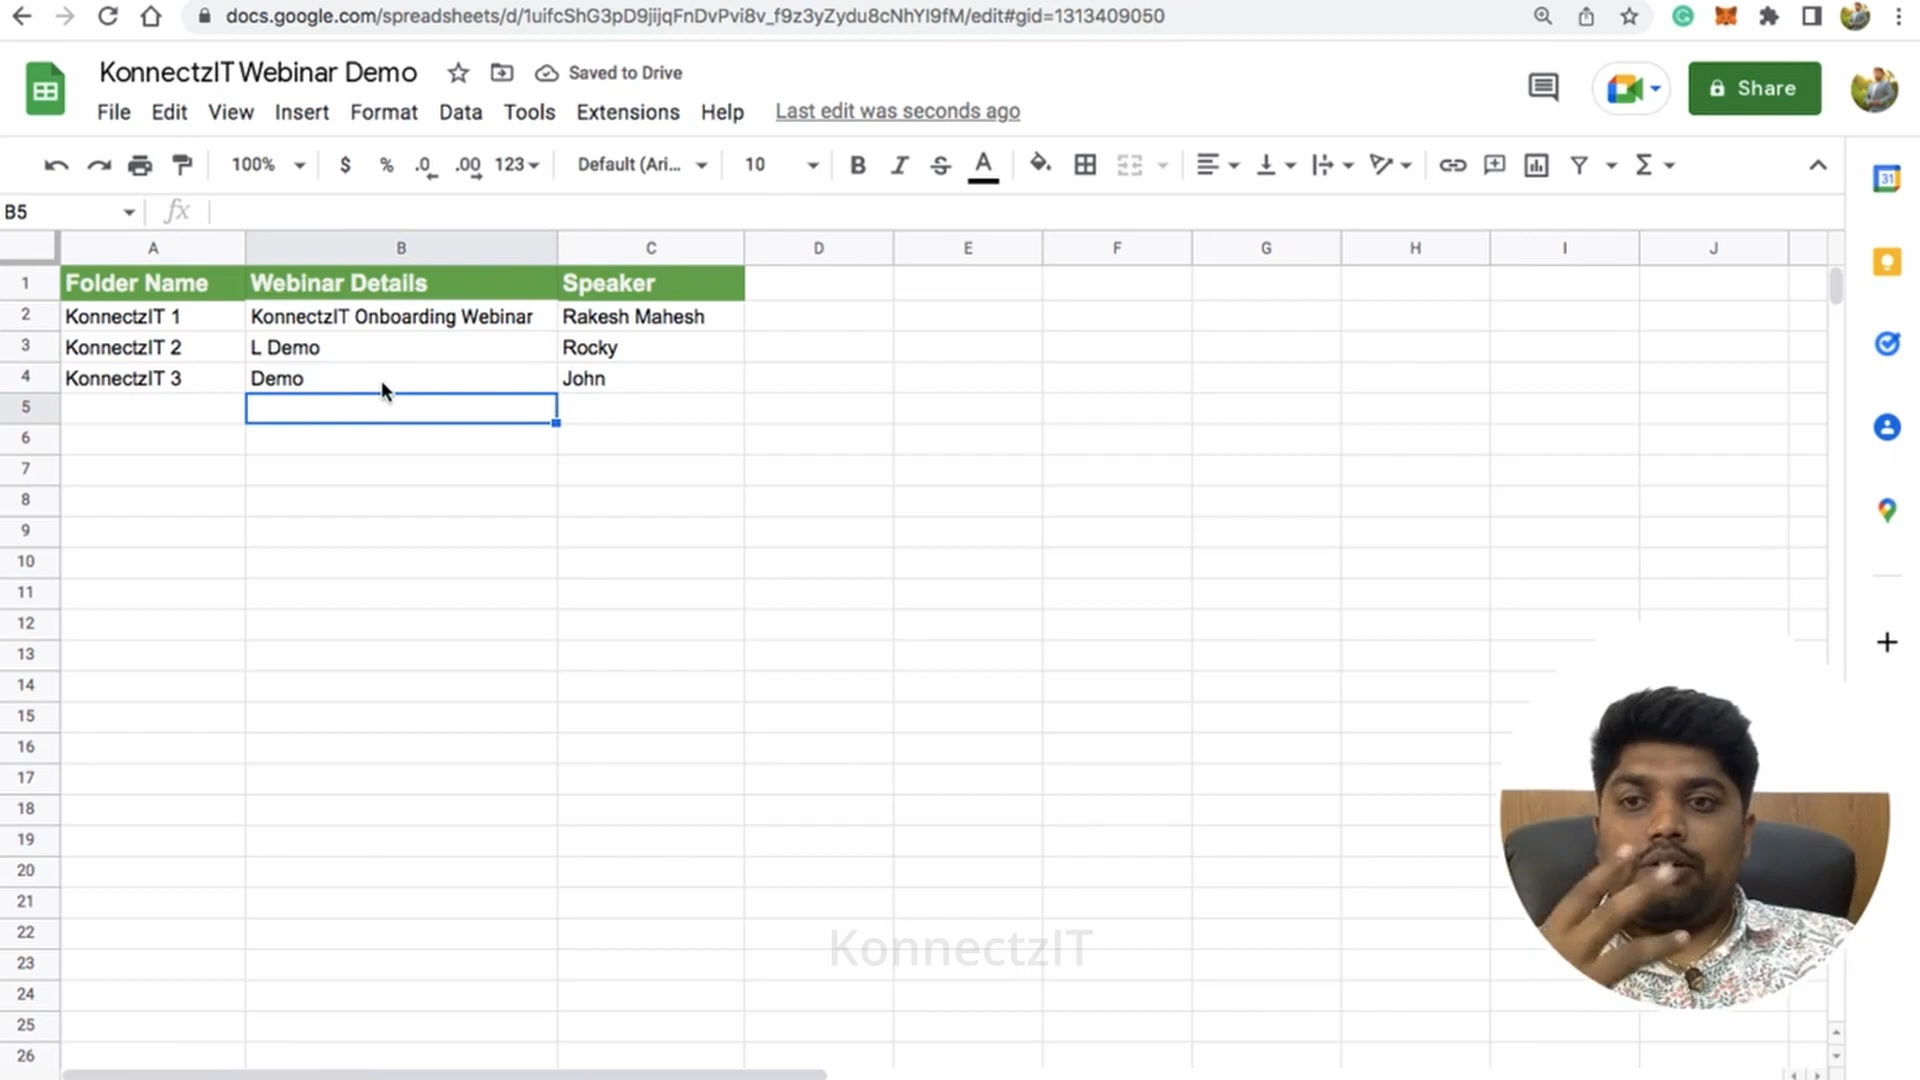 docs.google.com/spreadsheets/d/1uifcShG3pD9jijqFnDvPvi8v_f9z3yZydu8cNhYI9fM/edit#gid=1313409050
KonnectzIT Webinar Demo
Saved to Drive
File Edit View Insert Format Data Tools Extensions Help Last edit was seconds ago
Share
100% $ % .0 .00 123 Default (Ari... 10 B I S A
31
B5 fx
A B C D E F G H I J
1 Folder Name Webinar Details Speaker
2 KonnectzIT 1 KonnectzIT Onboarding Webinar Rakesh Mahesh
3 KonnectzIT 2 L Demo Rocky
4 KonnectzIT 3 Demo John
5
6
7
8
9
10
11
12
13
14
15
16
17
18
19
20
21
22
KonnectzIT
23
24
25
26